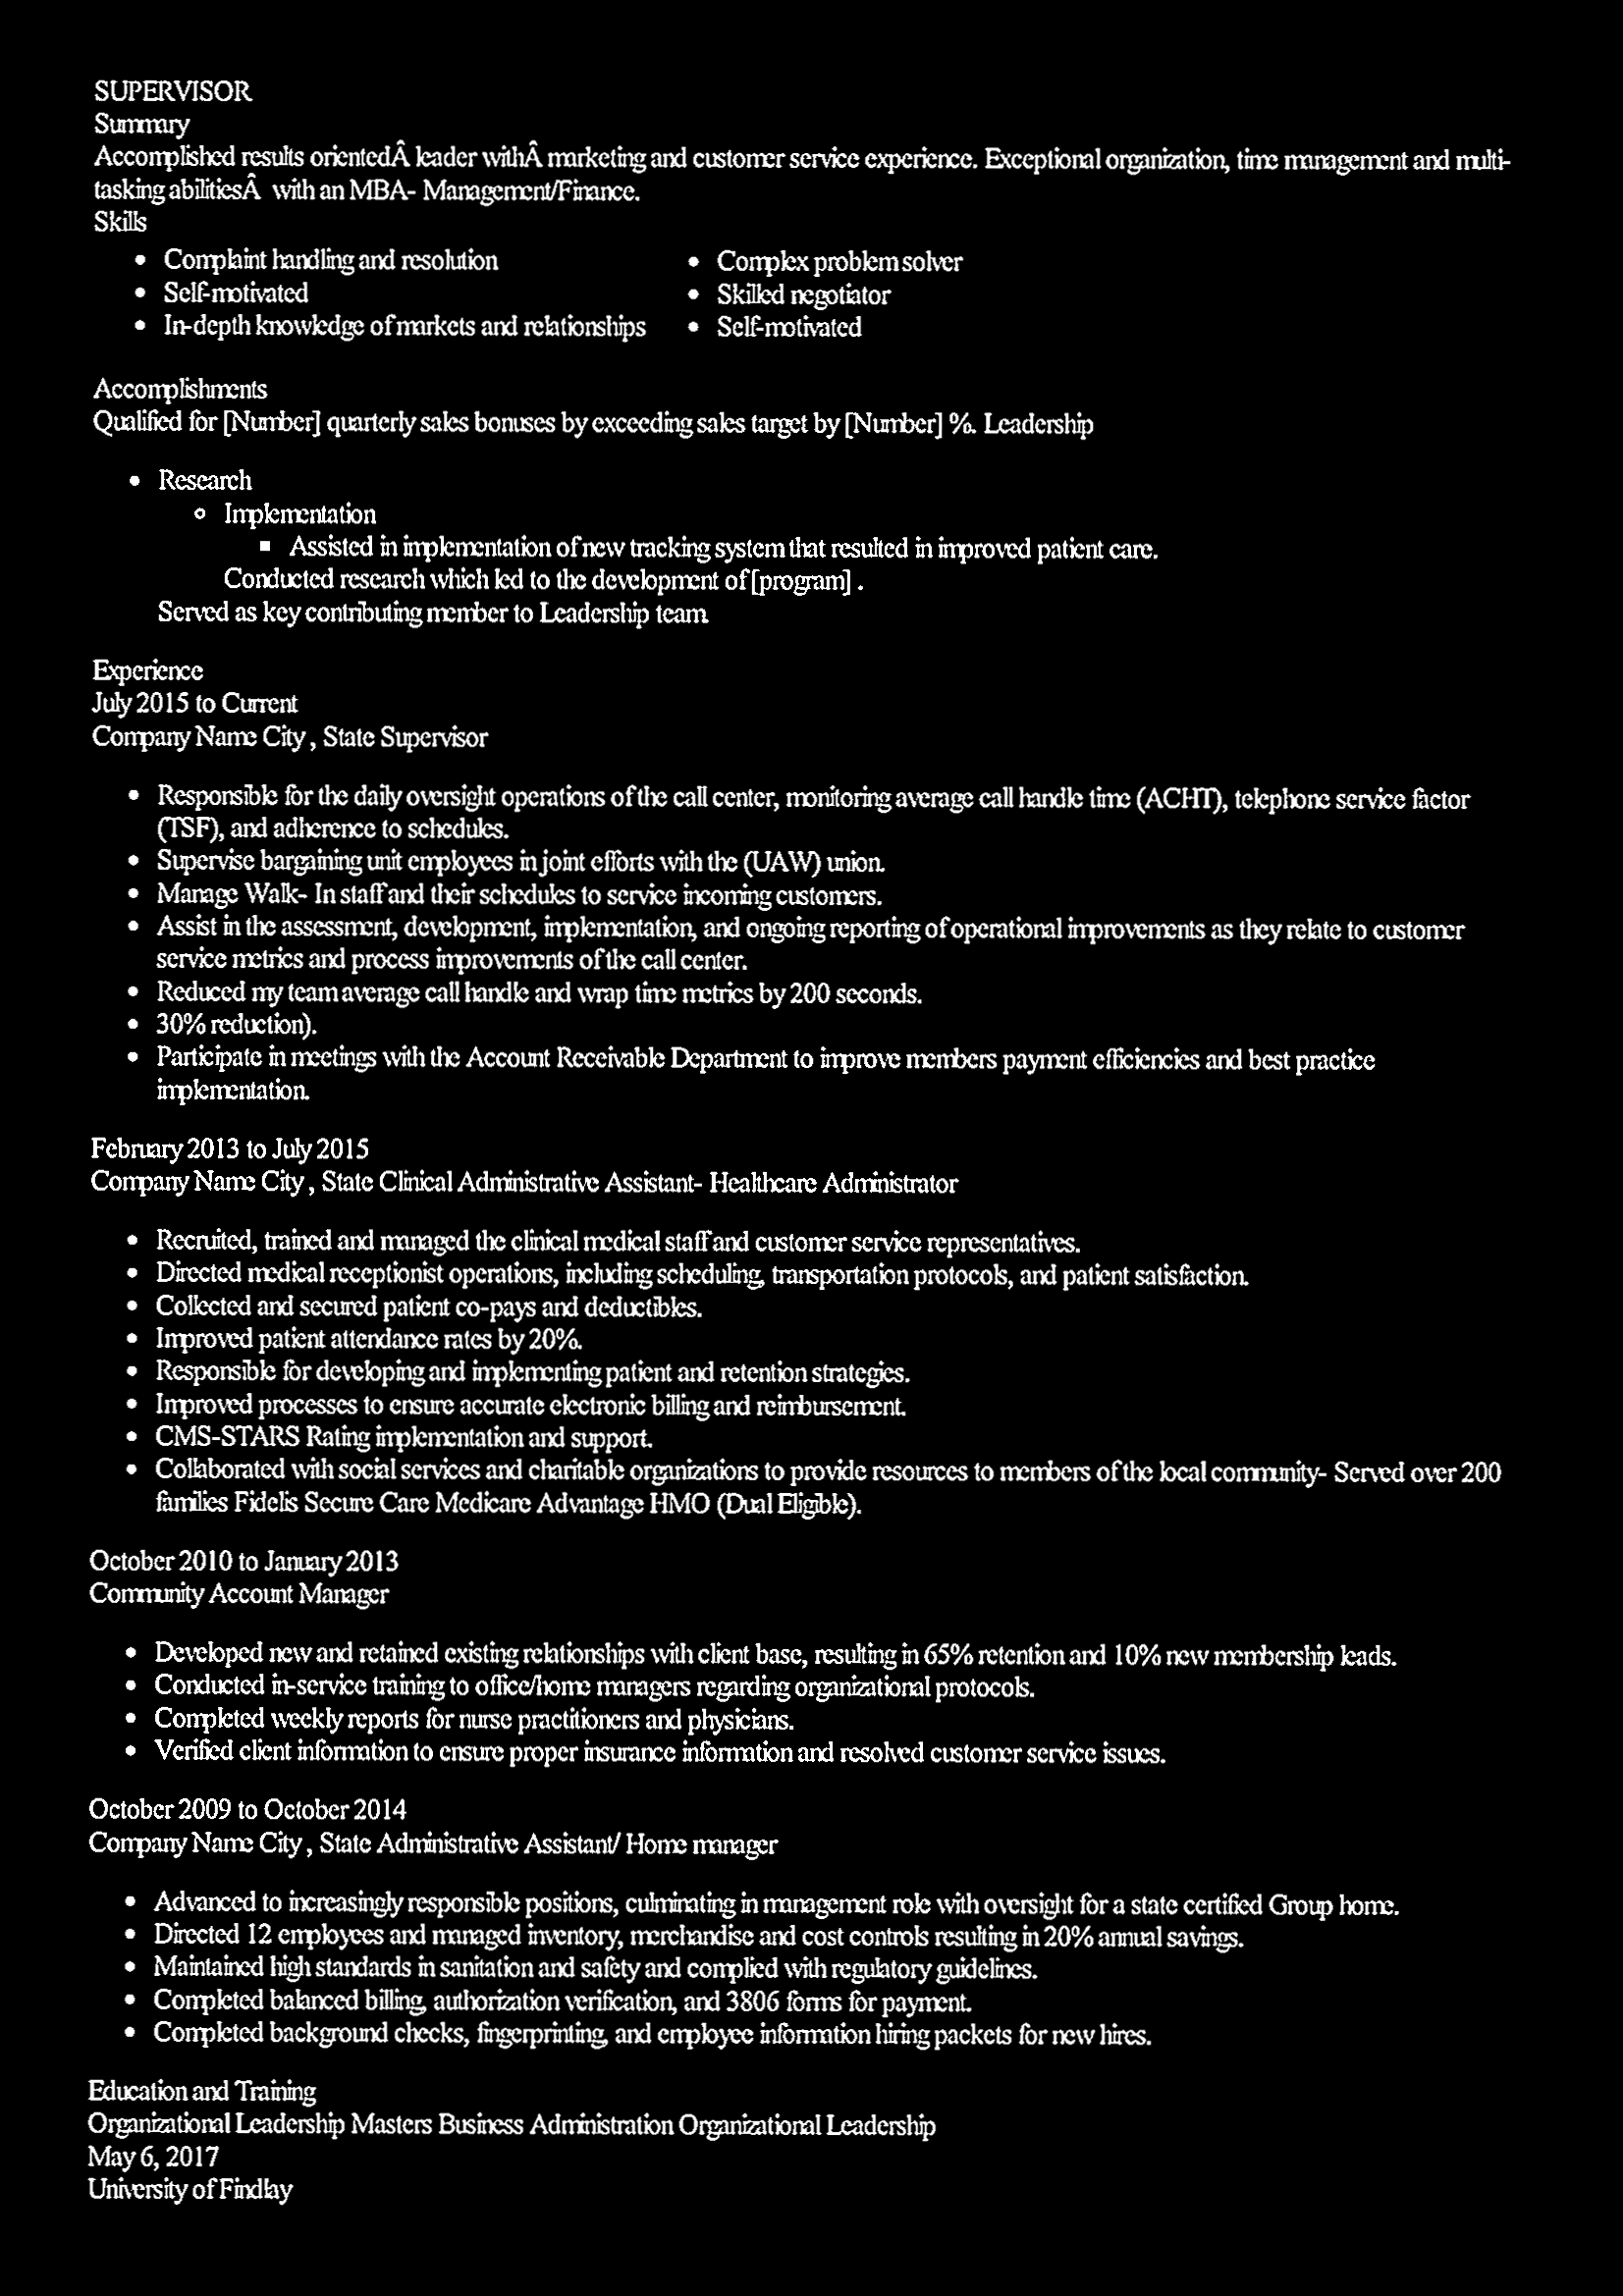 SUPERVISOR
Summary
Accomplished results orientedÂ leader withÂ marketing and customer service experience. Exceptional organization, time management and multi-
tasking abilitiesÂ  with an MBA- Management/Finance.
Skills
• Complaint handling and resolution
• Self-motivated
• In-depth knowledge of markets and relationships
• Complex problem solver
• Skilled negotiator
• Self-motivated
Accomplishments
Qualified for [Number] quarterly sales bonuses by exceeding sales target by [Number] %. Leadership
• Research
◦ Implementation
▪ Assisted in implementation of new tracking system that resulted in improved patient care.
Conducted research which led to the development of [program] .
Served as key contributing member to Leadership team.
Experience
July 2015 to Current
Company Name City , State Supervisor
• Responsible for the daily oversight operations of the call center, monitoring average call handle time (ACHT), telephone service factor
(TSF), and adherence to schedules.
• Supervise bargaining unit employees in joint efforts with the (UAW) union.
• Manage Walk- In staff and their schedules to service incoming customers.
• Assist in the assessment, development, implementation, and ongoing reporting of operational improvements as they relate to customer
service metrics and process improvements of the call center.
• Reduced my team average call handle and wrap time metrics by 200 seconds.
• 30% reduction).
• Participate in meetings with the Account Receivable Department to improve members payment efficiencies and best practice
implementation.
February 2013 to July 2015
Company Name City , State Clinical Administrative Assistant- Healthcare Administrator
• Recruited, trained and managed the clinical medical staff and customer service representatives.
• Directed medical receptionist operations, including scheduling, transportation protocols, and patient satisfaction.
• Collected and secured patient co-pays and deductibles.
• Improved patient attendance rates by 20%.
• Responsible for developing and implementing patient and retention strategies.
• Improved processes to ensure accurate electronic billing and reimbursement.
• CMS-STARS Rating implementation and support.
• Collaborated with social services and charitable organizations to provide resources to members of the local community- Served over 200
families Fidelis Secure Care Medicare Advantage HMO (Dual Eligible).
October 2010 to January 2013
Community Account Manager
• Developed new and retained existing relationships with client base, resulting in 65% retention and 10% new membership leads.
• Conducted in-service training to office/home managers regarding organizational protocols.
• Completed weekly reports for nurse practitioners and physicians.
• Verified client information to ensure proper insurance information and resolved customer service issues.
October 2009 to October 2014
Company Name City , State Administrative Assistant/ Home manager
• Advanced to increasingly responsible positions, culminating in management role with oversight for a state certified Group home.
• Directed 12 employees and managed inventory, merchandise and cost controls resulting in 20% annual savings.
• Maintained high standards in sanitation and safety and complied with regulatory guidelines.
• Completed balanced billing, authorization verification, and 3806 forms for payment.
• Completed background checks, fingerprinting, and employee information hiring packets for new hires.
Education and Training
Organizational Leadership Masters Business Administration Organizational Leadership
May 6, 2017
University of Findlay